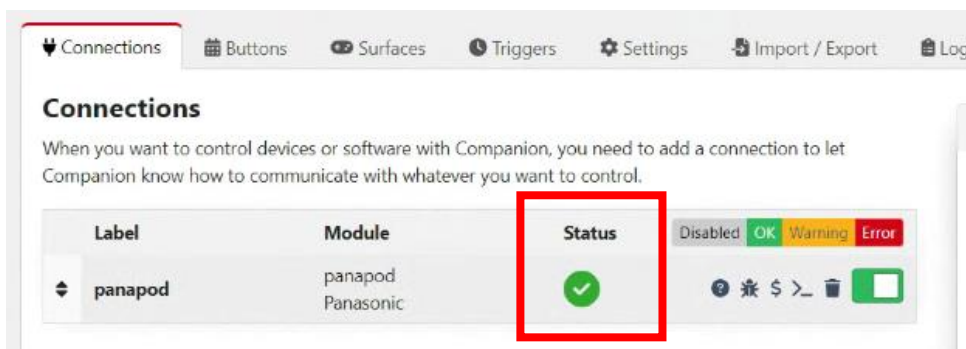 Connections Buttons Surfaces Triggers Settings Import / Export Log
Connections
When you want to control devices or software with Companion, you need to add a connection to let
Companion know how to communicate with whatever you want to control.
Label Module Status Disabled OK Warning Error
panapod panapod
Panasonic
$ >_